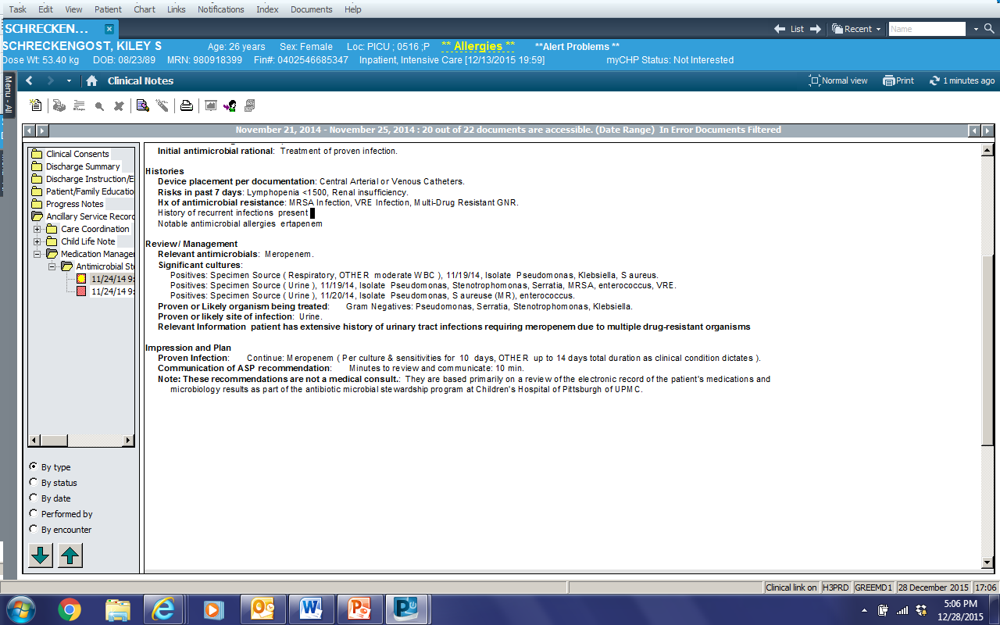 Task Edit View Patient Chart Links Notifications Index Documents Help
SCHRECKEN...
List Recent Name
SCHRECKENGOST, KILEY S Age: 26 years Sex: Female Loc: PICU ; 0516 ;P ** Allergies ** **Alert Problems **
Dose Wt: 53.40 kg DOB: 08/23/89 MRN: 980918399 Fin#: 0402546685347 Inpatient, Intensive Care [12/13/2015 19:59] myCHP Status: Not Interested
Menu - All
Clinical Notes Normal view Print 1 minutes ago
November 21, 2014 - November 25, 2014 : 20 out of 22 documents are accessible. (Date Range) In Error Documents Filtered
Clinical Consents
Discharge Summary
Discharge Instruction/E
Patient/Family Educatio
Progress Notes
Ancillary Service Record
Care Coordination
Child Life Note
Medication Manager
Antimicrobial St
11/24/14 9:
11/24/14 9:
By type
By status
By date
Performed by
By encounter
Initial antimicrobial rational: Treatment of proven infection.
Histories
Device placement per documentation: Central Arterial or Venous Catheters.
Risks in past 7 days: Lymphopenia <1500, Renal insufficiency.
Hx of antimicrobial resistance: MRSA Infection, VRE Infection, Multi-Drug Resistant GNR.
History of recurrent infections present
Notable antimicrobial allergies ertapenem
Review/ Management
Relevant antimicrobials: Meropenem.
Significant cultures:
Positives: Specimen Source ( Respiratory, OTHER moderate WBC ), 11/19/14, Isolate Pseudomonas, Klebsiella, S aureus.
Positives: Specimen Source ( Urine ), 11/19/14, Isolate Pseudomonas, Stenotrophomonas, Serratia, MRSA, enterococcus, VRE.
Positives: Specimen Source ( Urine ), 11/20/14, Isolate Pseudomonas, S aureuse (MR), enterococcus.
Proven or Likely organism being treated: Gram Negatives: Pseudomonas, Serratia, Stenotrophomonas, Klebsiella.
Proven or likely site of infection: Urine.
Relevant Information patient has extensive history of urinary tract infections requiring meropenem due to multiple drug-resistant organisms
Impression and Plan
Proven Infection: Continue: Meropenem ( Per culture & sensitivities for 10 days, OTHER up to 14 days total duration as clinical condition dictates ).
Communication of ASP recommendation: Minutes to review and communicate: 10 min.
Note: These recommendations are not a medical consult.: They are based primarily on a review of the electronic record of the patient's medications and
microbiology results as part of the antibiotic microbial stewardship program at Children's Hospital of Pittsburgh of UPMC.
Clinical link on H3PRD GREEMD1 28 December 2015 17:06
5:06 PM
12/28/2015